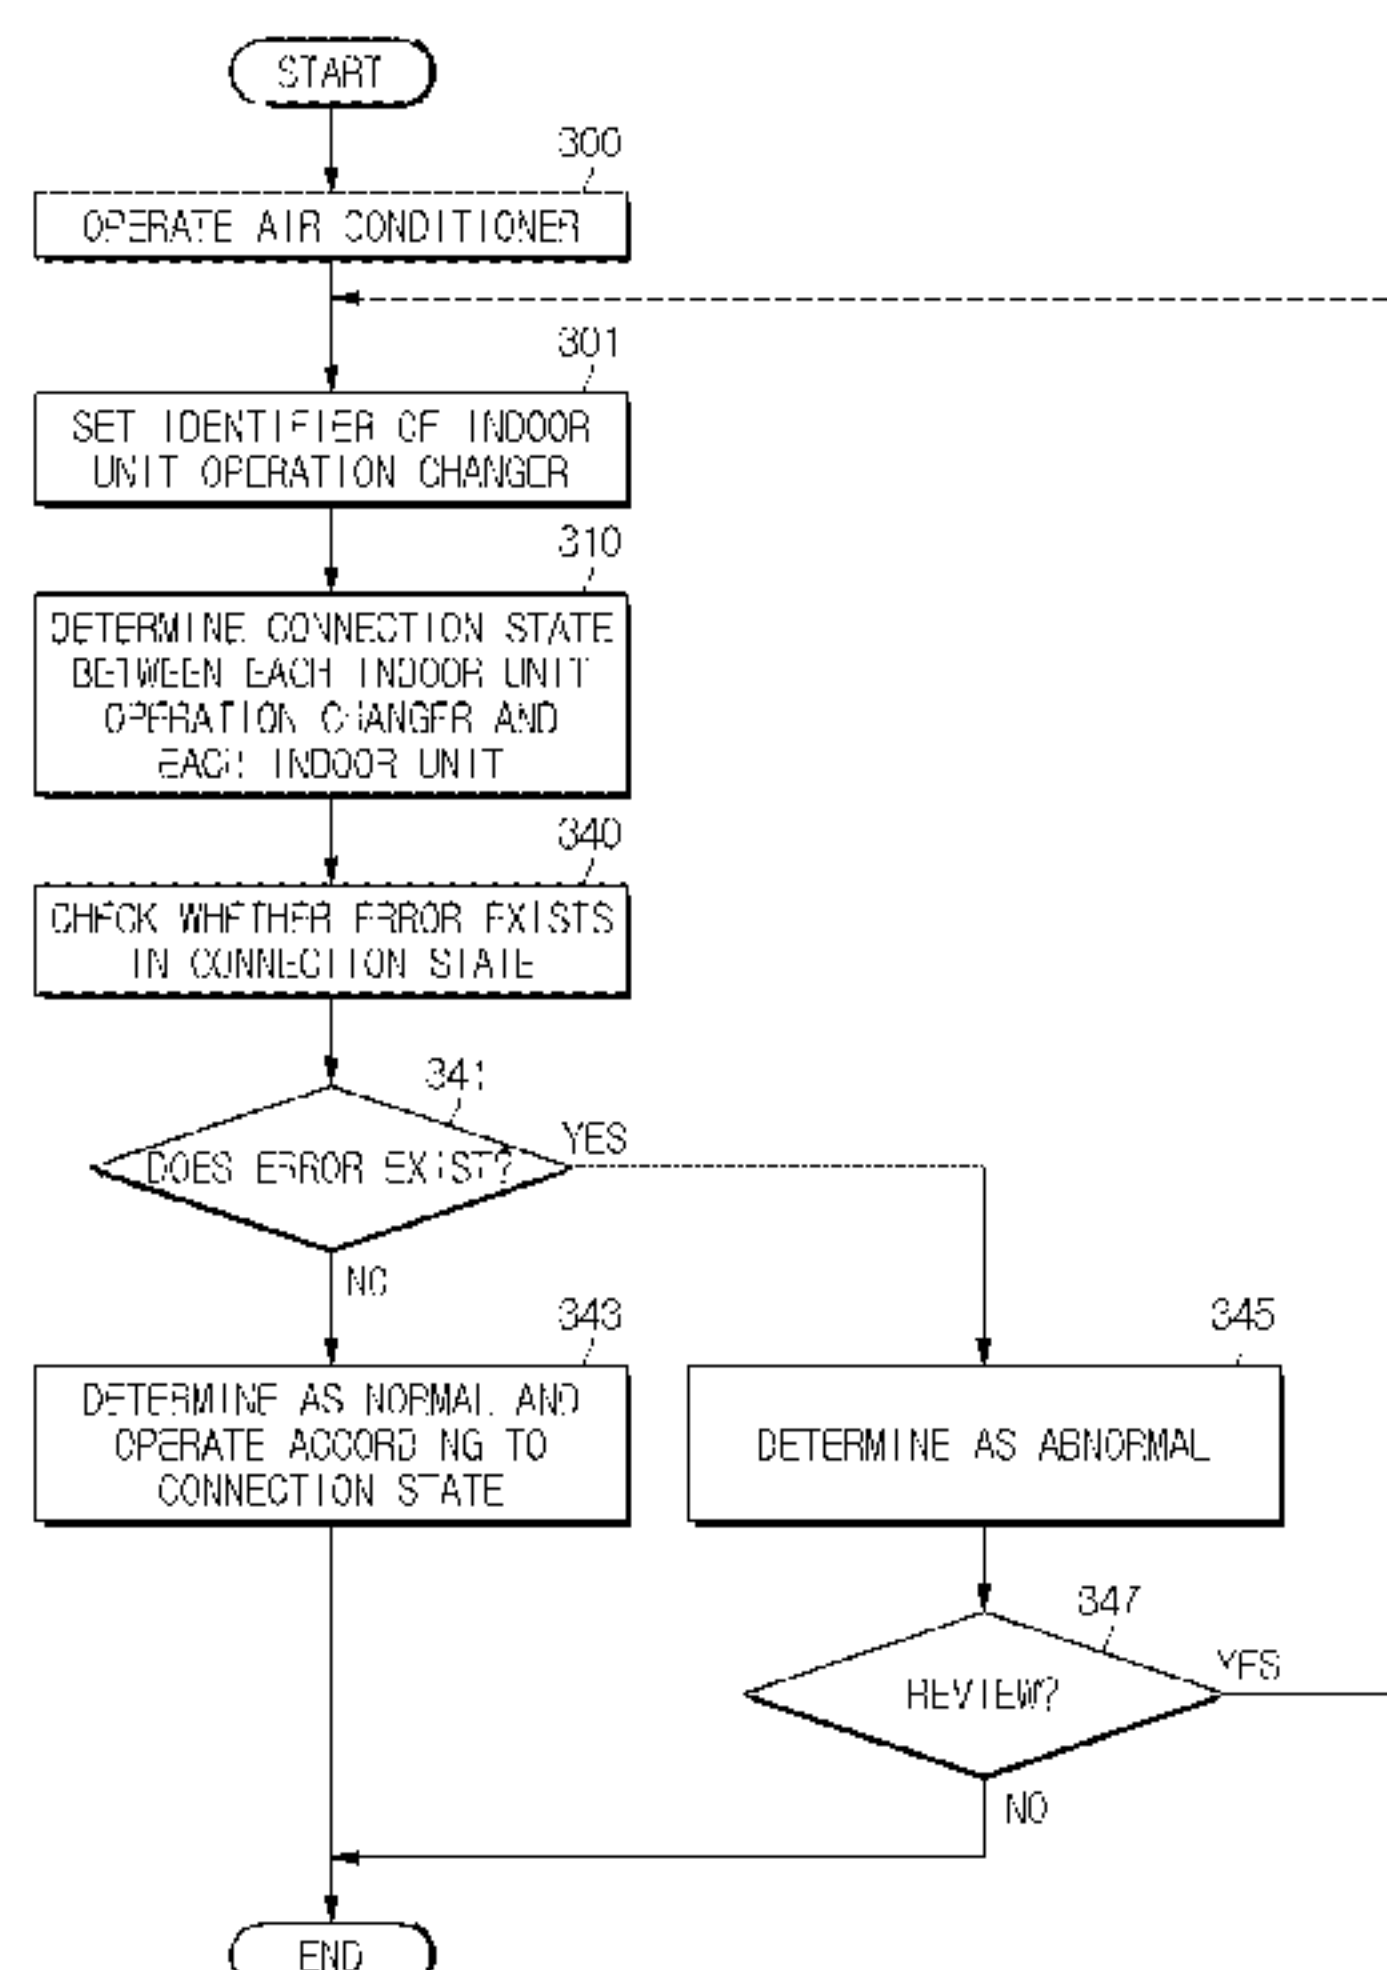 START
300
OPERATE AIR CONDITIONER
301
SET IDENTIFIER OF INDOOR
UNIT OPERATION CHANGER
310
DETERMINE CONNECTION STATE
BETWEEN EACH INDOOR UNIT
OPERATION CHANGER AND
EACH INDOOR UNIT
340
CHECK WHETHER ERROR EXISTS
IN CONNECTION STATE
341
DOES ERROR EXIST?
YES
NO
343
DETERMINE AS NORMAL AND
OPERATE ACCORDING TO
CONNECTION STATE
345
DETERMINE AS ABNORMAL
347
REVIEW?
YES
NO
END